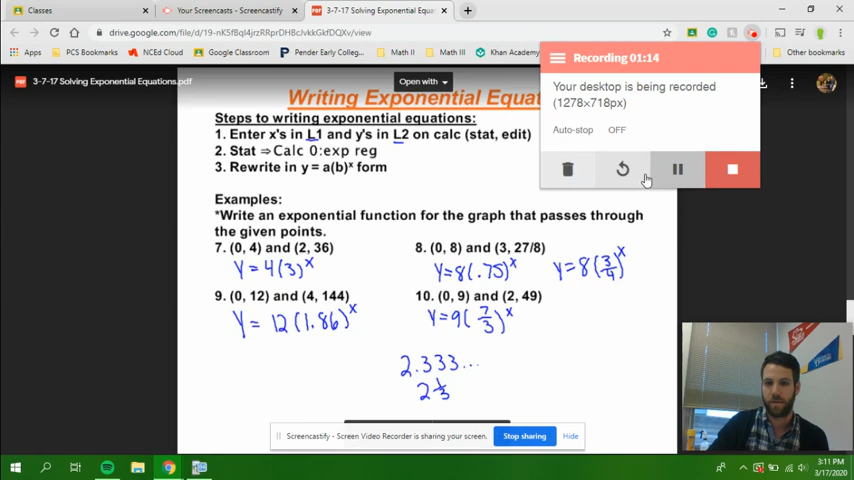 Classes
Your Screencasts - Screencastify
3-7-17 Solving Exponential Equa
drive.google.com/file/d/19-nK5fBqI4jrzRRprDHcJvoqLkkGfDQXv/view
Apps
PCS Bookmarks
NCEd Cloud
Google Classroom
Pender Early Colleg...
Math II
Math III
Khan Academy
Other bookmarks
3-7-17 Solving Exponential Equations.pdf
Open with
Recording 01:14
Your desktop is being recorded
(1278×718px)
Auto-stop OFF
Writing Exponential Equat
Steps to writing exponential equations:
1. Enter x's in L1 and y's in L2 on calc (stat, edit)
2. Stat ⇒ Calc 0:exp reg
3. Rewrite in y = a(b)ˣ form
Examples:
*Write an exponential function for the graph that passes through
the given points.
7. (0, 4) and (2, 36)
8. (0, 8) and (3, 27/8)
y = 4(3)ˣ
y=8(.75)ˣ
y=8(3/4)ˣ
9. (0, 12) and (4, 144)
10. (0, 9) and (2, 49)
y = 12(1.86)ˣ
y=9(7/3)ˣ
2.333...
2 1/3
Screencastify - Screen Video Recorder is sharing your screen.
Stop sharing
Hide
3:11 PM
3/17/2020